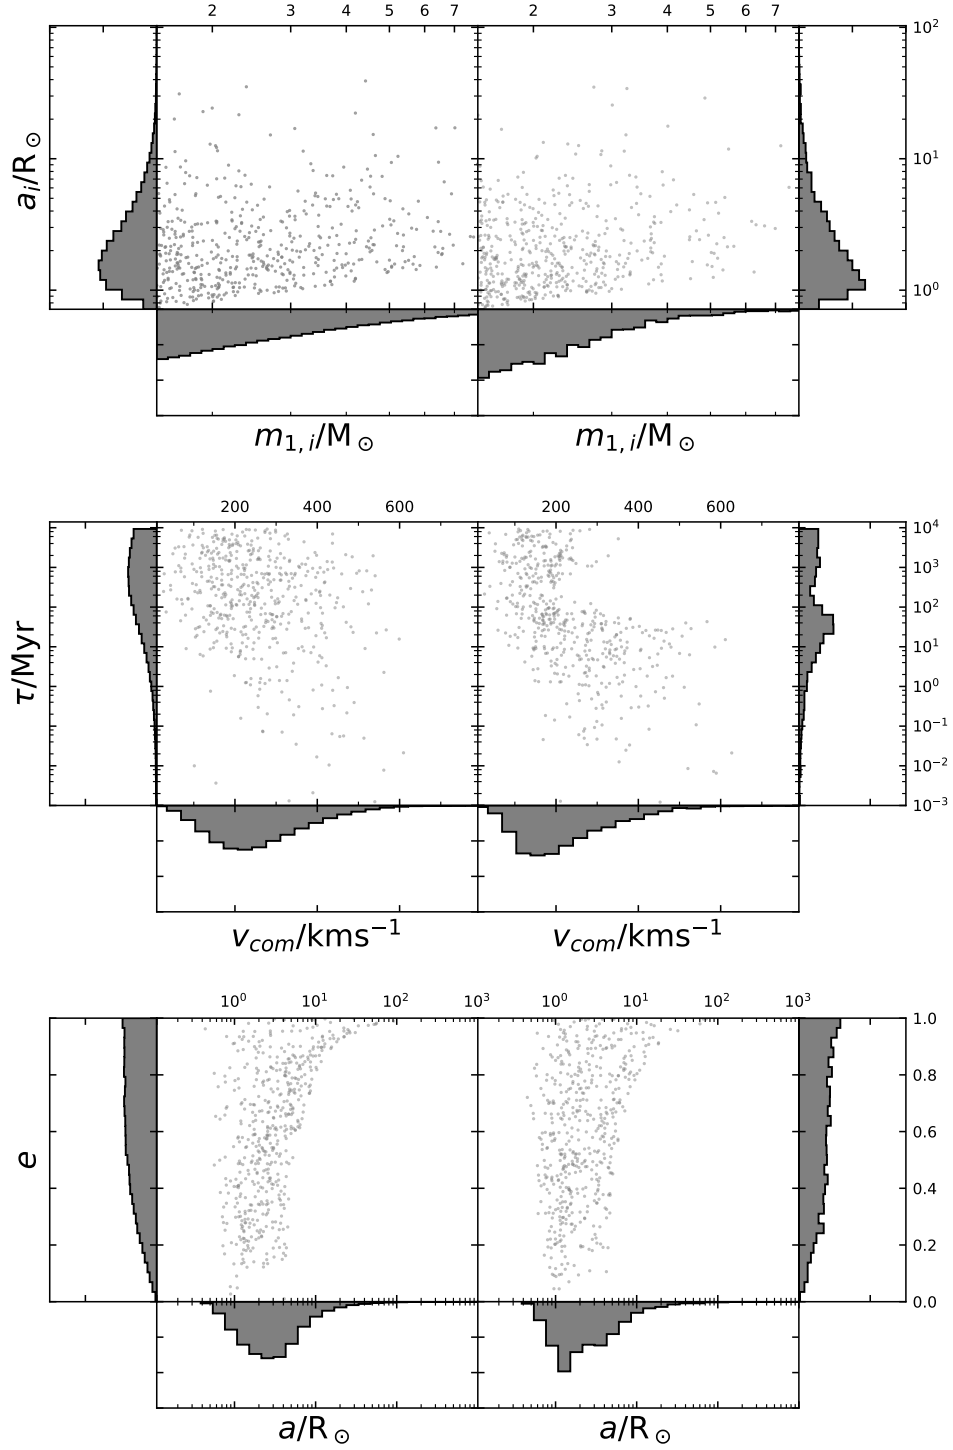 2 3 4 5 6 7 2 3 4 5 6 7
10²
10¹
10⁰
aᵢ/R⊙
m₁,ᵢ/M⊙ m₁,ᵢ/M⊙
200 400 600 200 400 600
10⁴
10³
10²
10¹
10⁰
10⁻¹
10⁻²
10⁻³
τ/Myr
v_com/kms⁻¹ v_com/kms⁻¹
10⁰ 10¹ 10² 10³ 10⁰ 10¹ 10² 10³
1.0
0.8
0.6
0.4
0.2
0.0
e
a/R⊙ a/R⊙